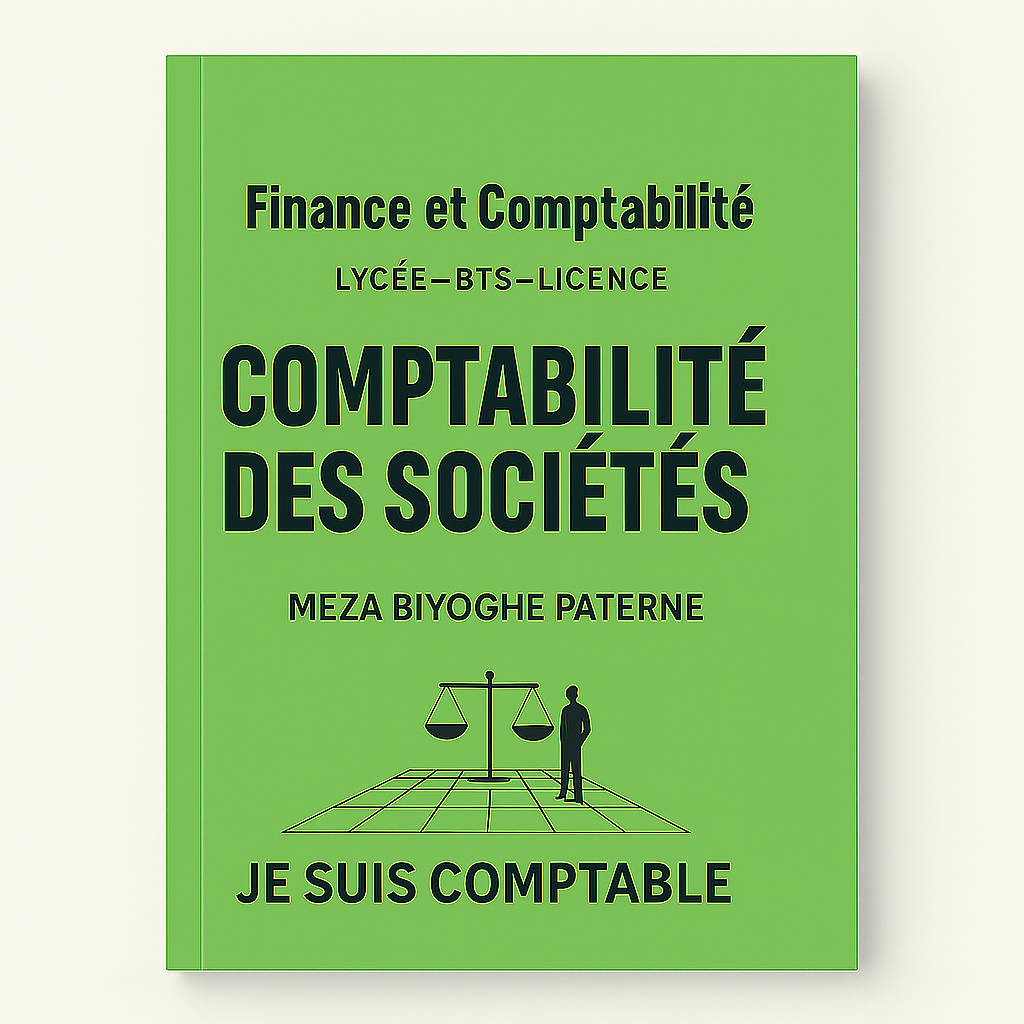 Finance et Comptabilité
LYCÉE–BTS–LICENCE
COMPTABILITÉ
DES SOCIÉTÉS
MEZA BIYOGHE PATERNE
JE SUIS COMPTABLE